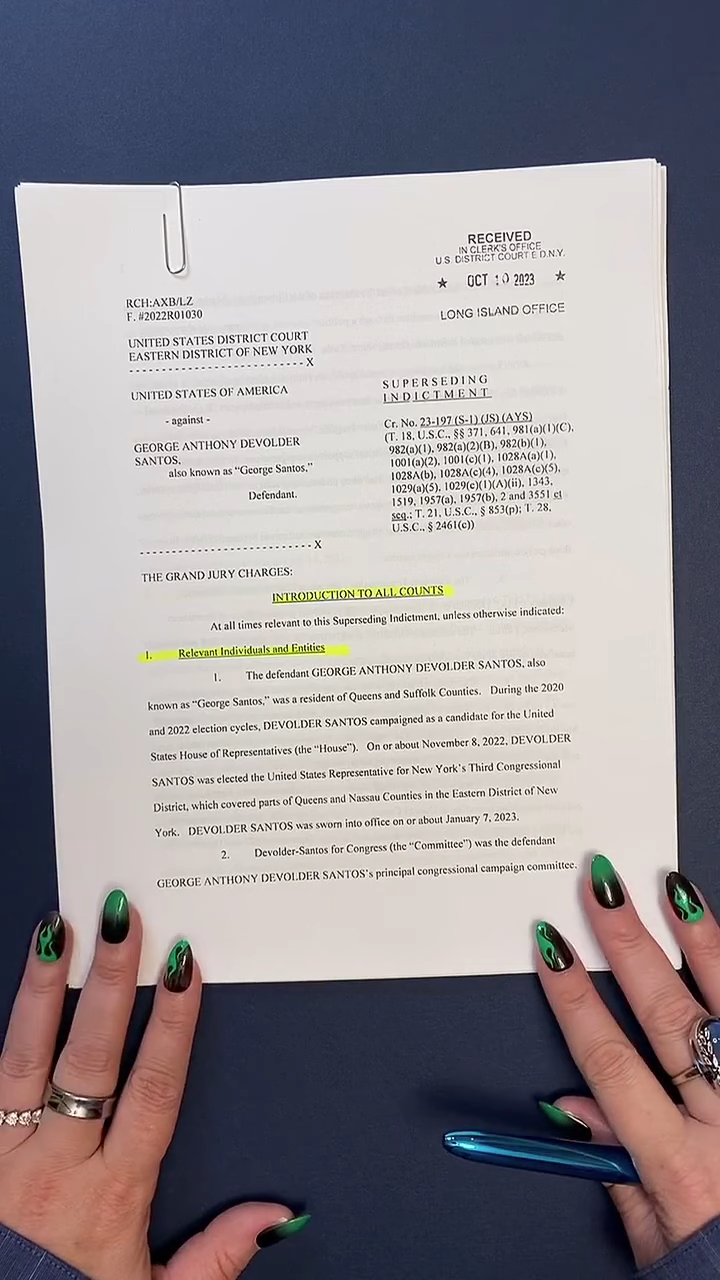 RECEIVED
IN CLERK'S OFFICE
U.S. DISTRICT COURT E.D.N.Y.
★ OCT 10 2023 ★
LONG ISLAND OFFICE
RCH:AXB/LZ
F. #2022R01030
UNITED STATES DISTRICT COURT
EASTERN DISTRICT OF NEW YORK
- - - - - - - - - - - - - - - - - - - - - - - - - - - X
UNITED STATES OF AMERICA
- against -
GEORGE ANTHONY DEVOLDER
SANTOS,
also known as “George Santos,”
Defendant.
- - - - - - - - - - - - - - - - - - - - - - - - - - - X
SUPERSEDING
INDICTMENT
Cr. No. 23-197 (S-1) (JS) (AYS)
(T. 18, U.S.C., §§ 371, 641, 981(a)(1)(C),
982(a)(1), 982(a)(2)(B), 982(b)(1),
1001(a)(2), 1001(c)(1), 1028A(a)(1),
1028A(b), 1028A(c)(4), 1028A(c)(5),
1029(a)(5), 1029(c)(1)(A)(ii), 1343,
1519, 1957(a), 1957(b), 2 and 3551 et
seq.; T. 21, U.S.C., § 853(p); T. 28,
U.S.C., § 2461(c))
THE GRAND JURY CHARGES:
INTRODUCTION TO ALL COUNTS
At all times relevant to this Superseding Indictment, unless otherwise indicated:
I. Relevant Individuals and Entities
1. The defendant GEORGE ANTHONY DEVOLDER SANTOS, also
known as “George Santos,” was a resident of Queens and Suffolk Counties. During the 2020
and 2022 election cycles, DEVOLDER SANTOS campaigned as a candidate for the United
States House of Representatives (the “House”). On or about November 8, 2022, DEVOLDER
SANTOS was elected the United States Representative for New York’s Third Congressional
District, which covered parts of Queens and Nassau Counties in the Eastern District of New
York. DEVOLDER SANTOS was sworn into office on or about January 7, 2023.
2. Devolder-Santos for Congress (the “Committee”) was the defendant
GEORGE ANTHONY DEVOLDER SANTOS’s principal congressional campaign committee.